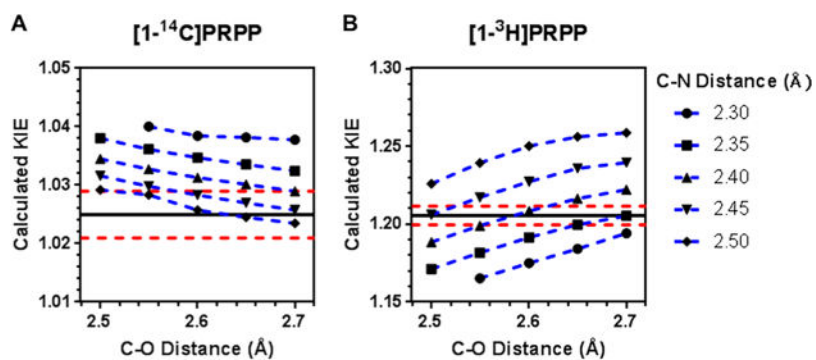 A
[1-¹⁴C]PRPP
Calculated KIE
1.05
1.04
1.03
1.02
1.01
2.5
2.6
2.7
C-O Distance (Å)
B
[1-³H]PRPP
Calculated KIE
1.30
1.25
1.20
1.15
2.5
2.6
2.7
C-O Distance (Å)
C-N Distance (Å)
2.30
2.35
2.40
2.45
2.50